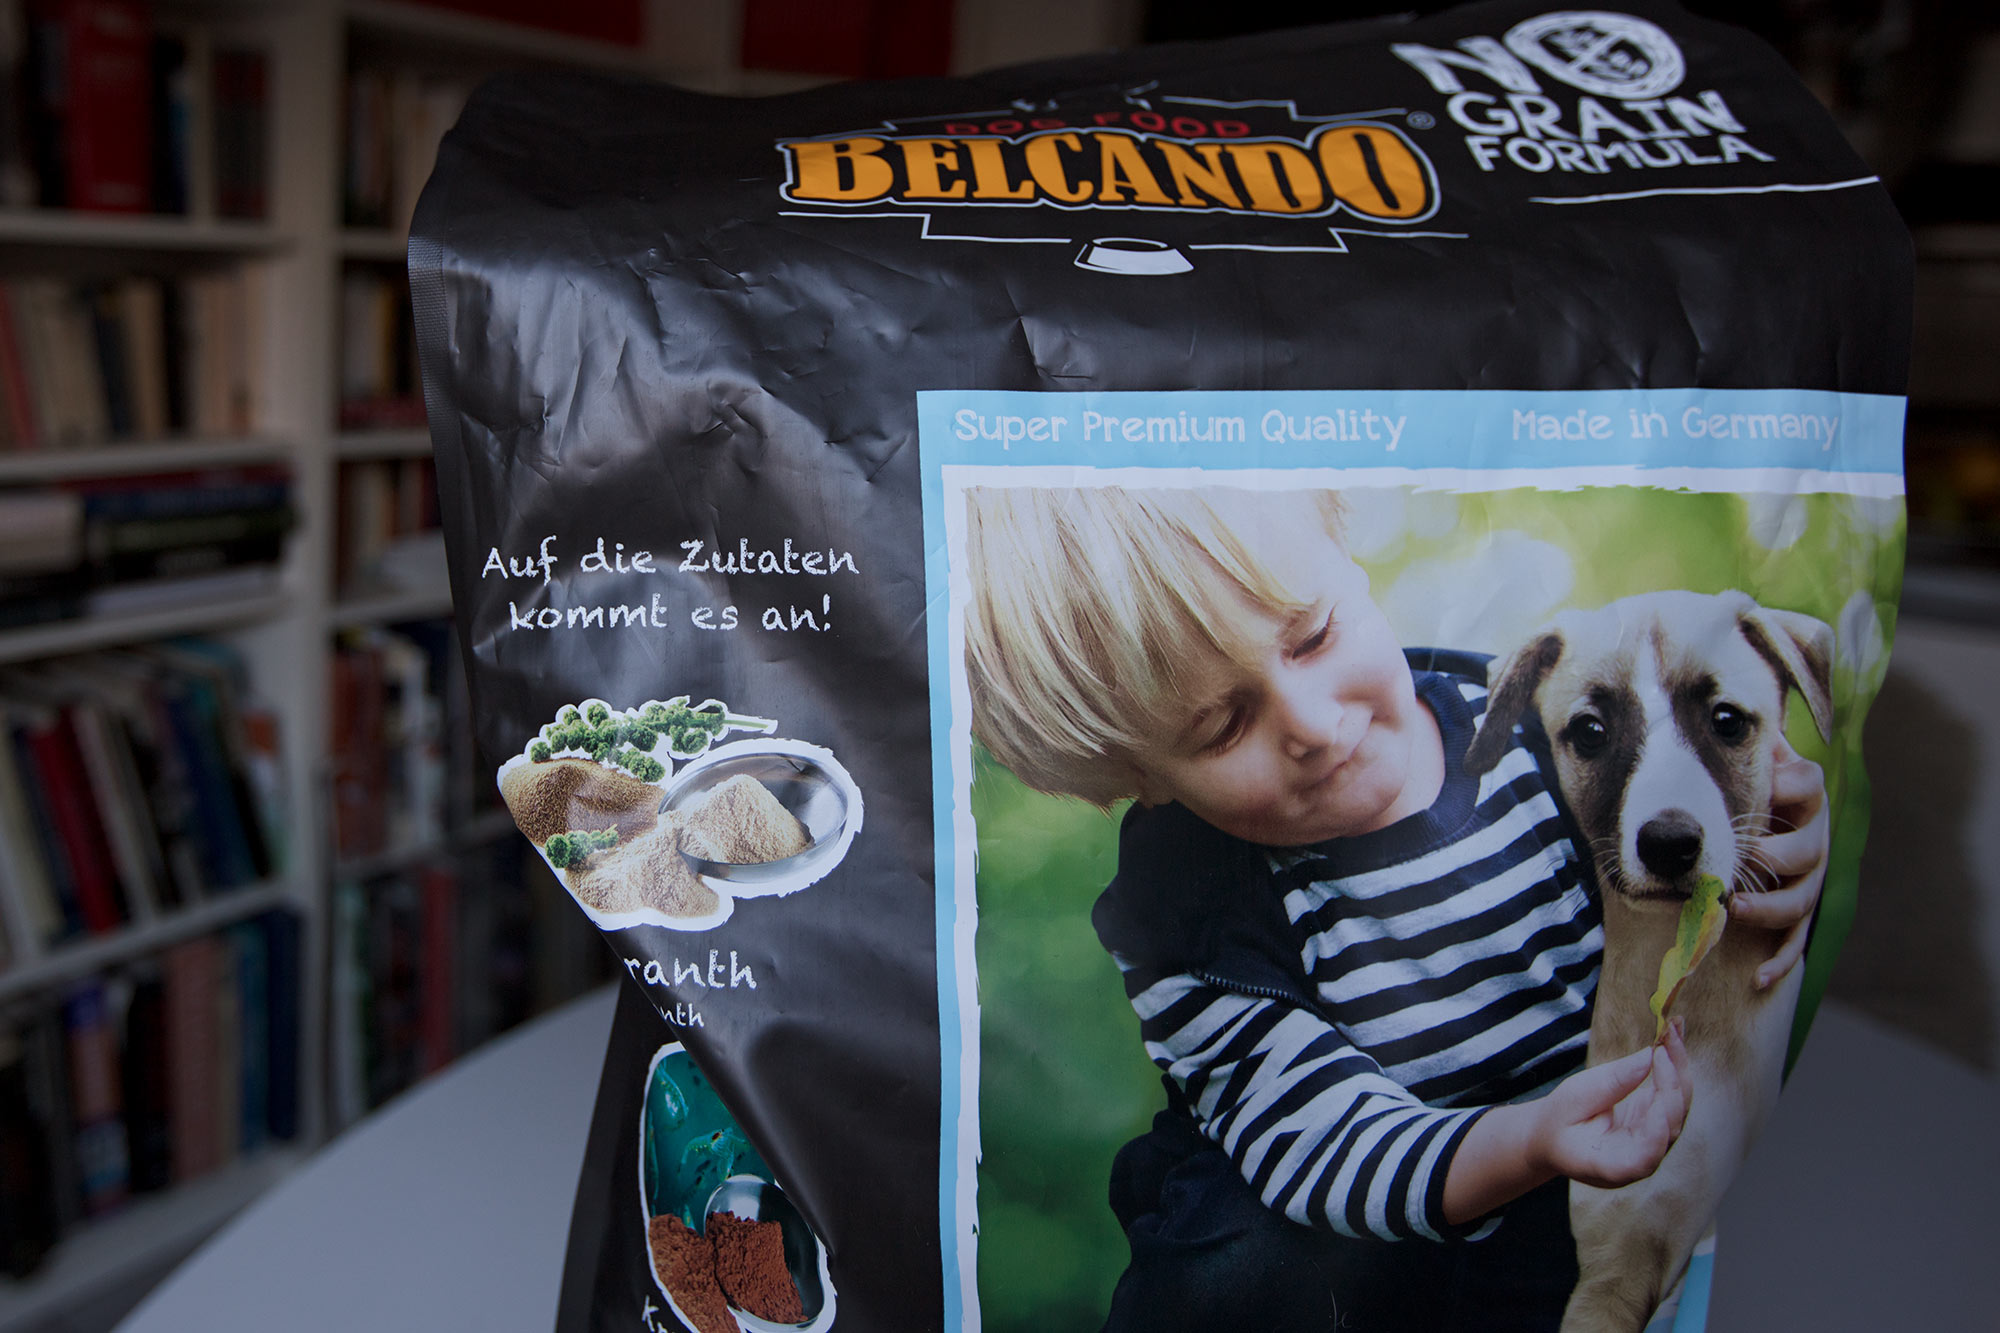 DOG FOOD
BELCANDO®
NO
GRAIN
FORMULA
Super Premium Quality
Made in Germany
Auf die Zutaten
kommt es an!
ranth
nth